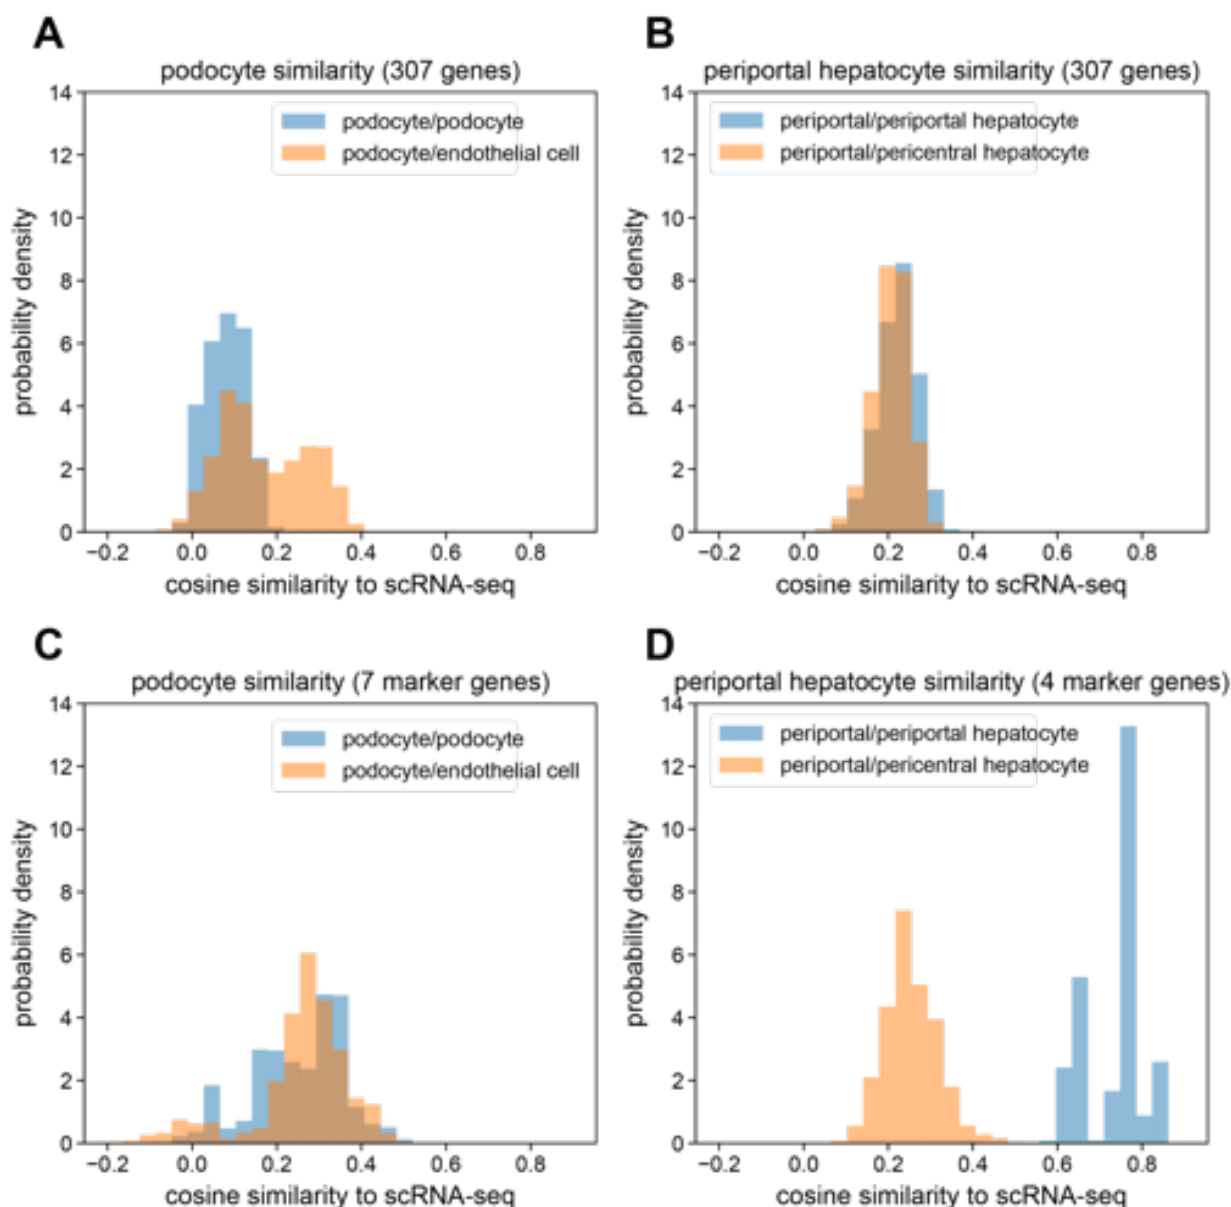 A
podocyte similarity (307 genes)
14
12
10
8
6
4
2
0
probability density
podocyte/podocyte
podocyte/endothelial cell
−0.2 0.0 0.2 0.4 0.6 0.8
cosine similarity to scRNA-seq
B
periportal hepatocyte similarity (307 genes)
14
12
10
8
6
4
2
0
probability density
periportal/periportal hepatocyte
periportal/pericentral hepatocyte
−0.2 0.0 0.2 0.4 0.6 0.8
cosine similarity to scRNA-seq
C
podocyte similarity (7 marker genes)
14
12
10
8
6
4
2
0
probability density
podocyte/podocyte
podocyte/endothelial cell
−0.2 0.0 0.2 0.4 0.6 0.8
cosine similarity to scRNA-seq
D
periportal hepatocyte similarity (4 marker genes)
14
12
10
8
6
4
2
0
probability density
periportal/periportal hepatocyte
periportal/pericentral hepatocyte
−0.2 0.0 0.2 0.4 0.6 0.8
cosine similarity to scRNA-seq